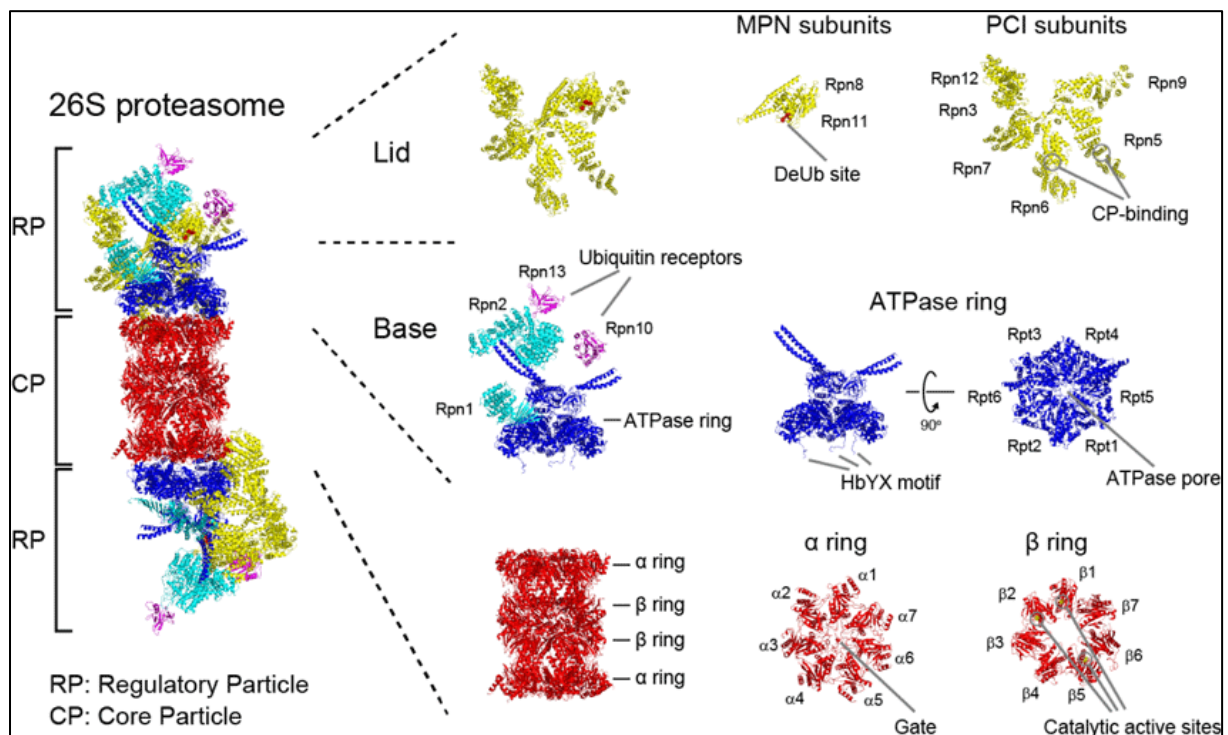 MPN subunits
PCI subunits
26S proteasome
Lid
Rpn8
Rpn11
DeUb site
Rpn12
Rpn9
Rpn3
Rpn5
Rpn7
Rpn6
CP-binding
RP
CP
RP
Base
Ubiquitin receptors
Rpn13
Rpn2
Rpn10
Rpn1
ATPase ring
ATPase ring
HbYX motif
90°
Rpt3
Rpt4
Rpt6
Rpt5
Rpt2
Rpt1
ATPase pore
α ring
β ring
β ring
α ring
α ring
α1
α2
α7
α3
α6
α4
α5
Gate
β ring
β1
β2
β7
β3
β6
β4
β5
Catalytic active sites
RP: Regulatory Particle
CP: Core Particle